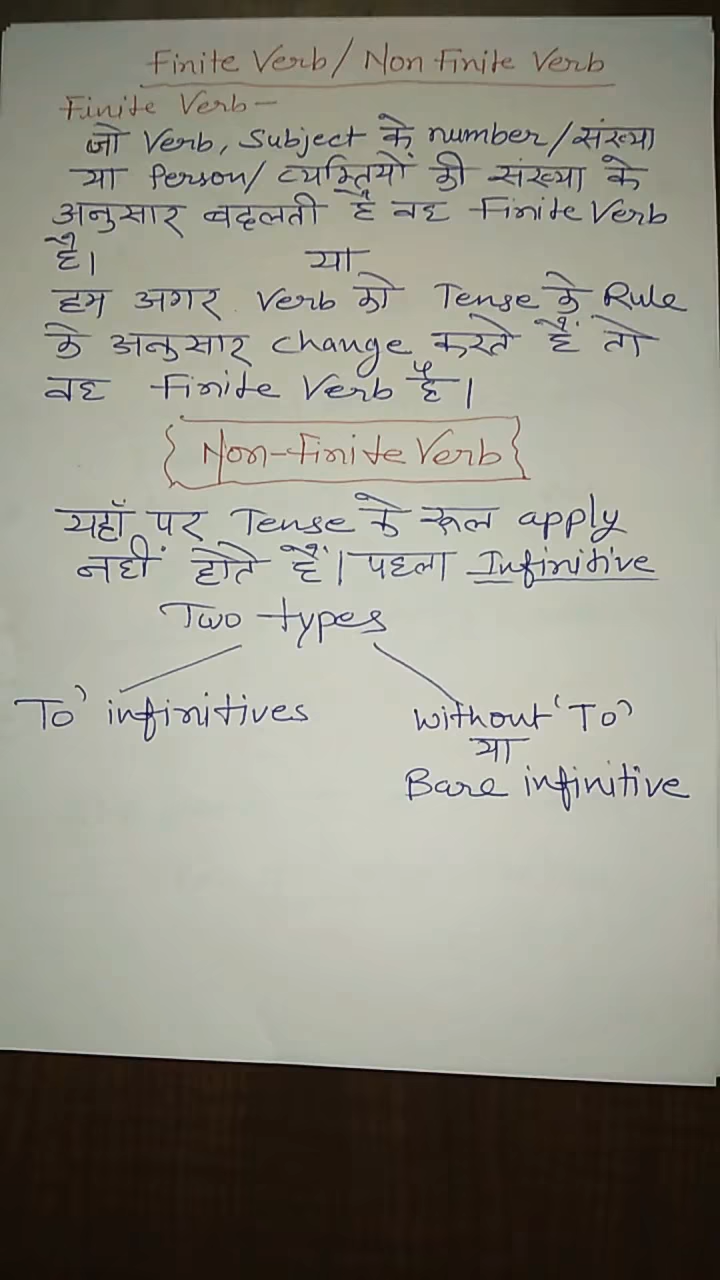 Finite Verb/ Non Finite Verb
Finite Verb-
जो Verb, Subject के number/संख्या
या Person/ व्यक्तियों की संख्या के
अनुसार बदलती है वह Finite Verb
है।
या
हम अगर Verb को Tense के Rule
के अनुसार change करते हैं तो
वह Finite Verb है।
{Non-Finite Verb}
यहाँ पर Tense के रूल apply
नहीं होते हैं। पहला Infinitive
Two types
To' infinitives
without 'To'
या
Bare infinitive